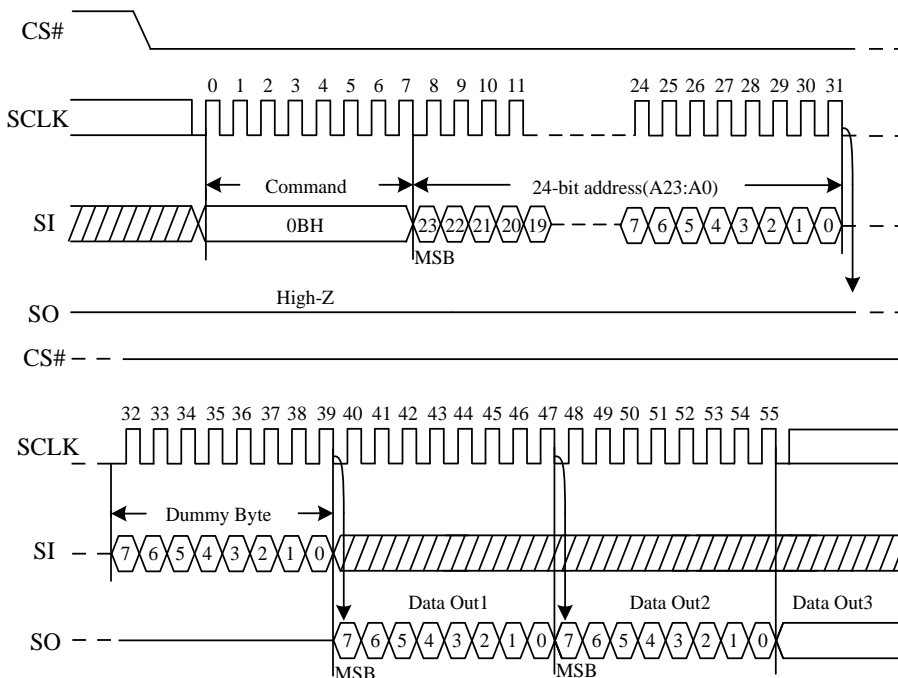 CS#
0 1 2 3 4 5 6 7 8 9 10 11 24 25 26 27 28 29 30 31
SCLK
Command 24-bit address(A23:A0)
SI 0BH 23 22 21 20 19 7 6 5 4 3 2 1 0
MSB
High-Z
SO
CS#
32 33 34 35 36 37 38 39 40 41 42 43 44 45 46 47 48 49 50 51 52 53 54 55
SCLK
Dummy Byte
SI 7 6 5 4 3 2 1 0
Data Out1 Data Out2 Data Out3
SO 7 6 5 4 3 2 1 0 7 6 5 4 3 2 1 0
MSB MSB